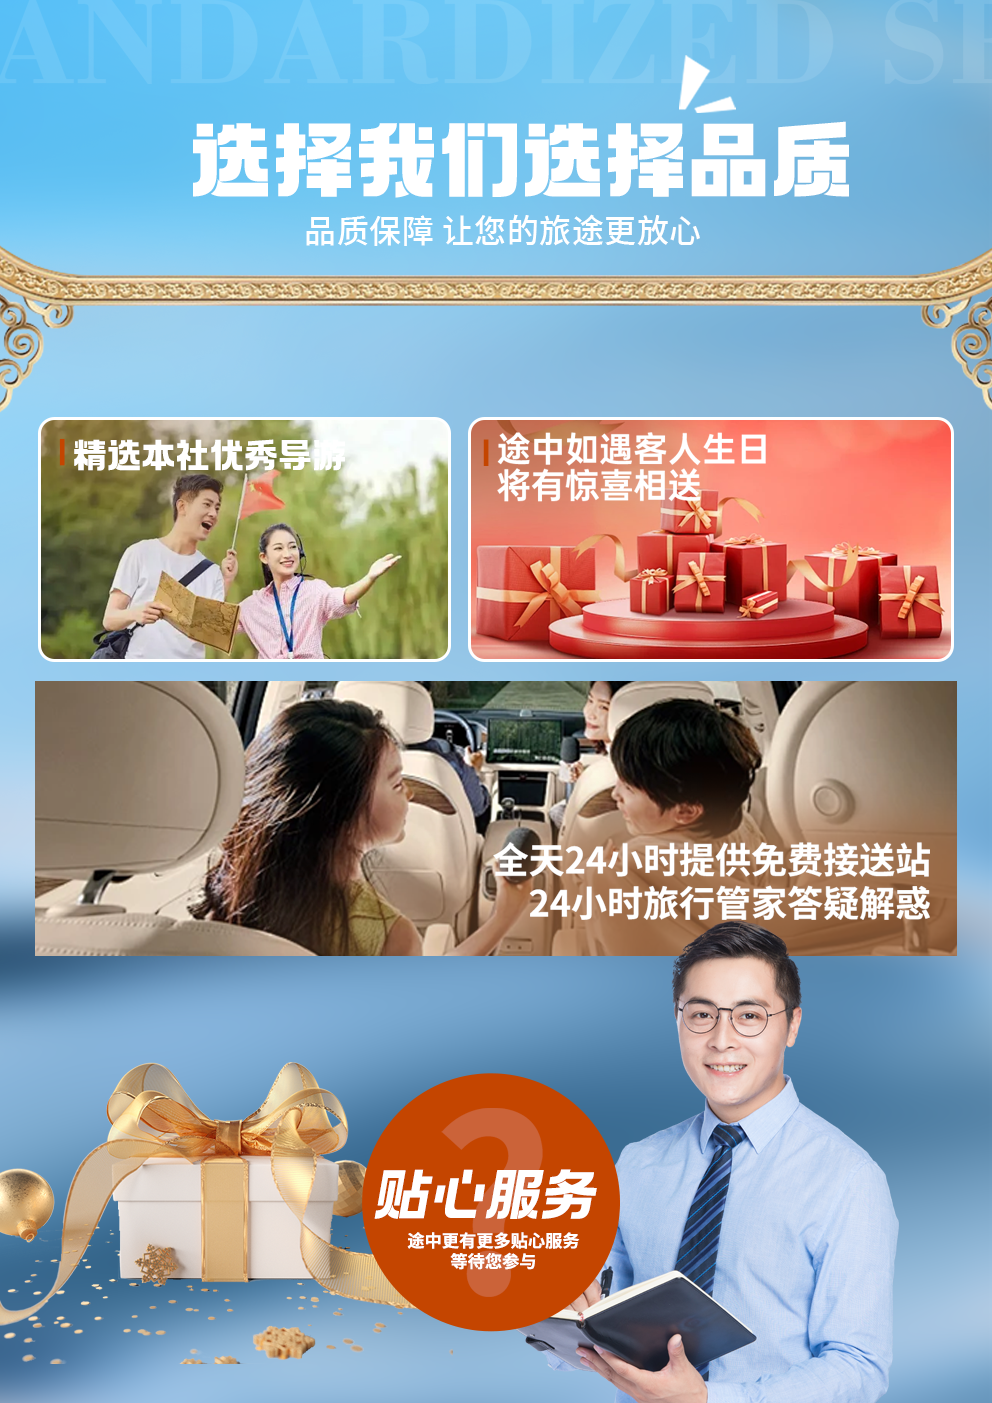 ANDARDIZED SE
选择我们选择品质
品质保障 让您的旅途更放心
精选本社优秀导游
途中如遇客人生日
将有惊喜相送
全天24小时提供免费接送站
24小时旅行管家答疑解惑
?
贴心服务
途中更有更多贴心服务
等待您参与